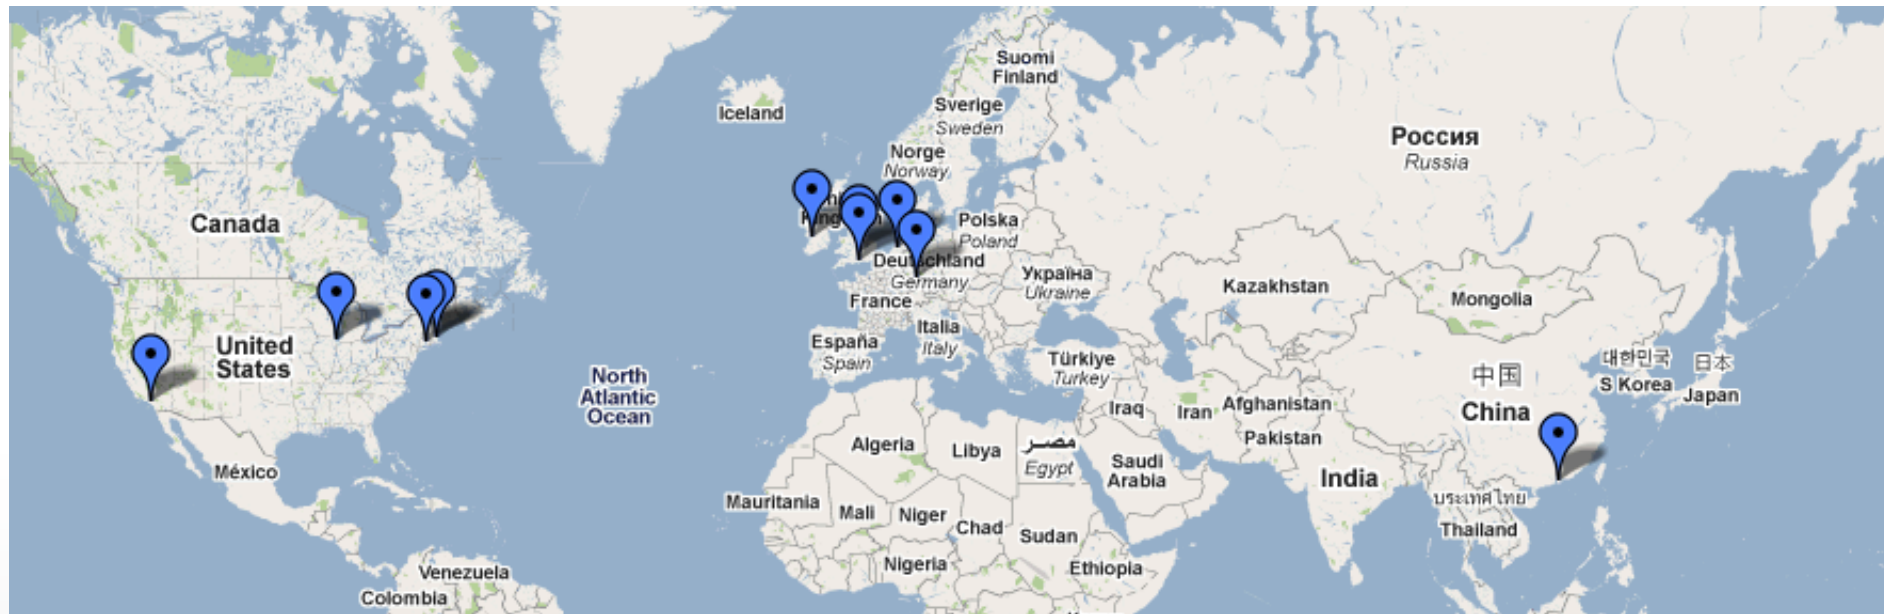 Suomi
Finland
Iceland
Sverige
Sweden
Россия
Russia
Norge
Norway
Canada
Polska
Poland
Deutschland
Germany
Україна
Ukraine
Kazakhstan
Mongolia
France
United
States
Italia
Italy
España
Spain
Türkiye
Turkey
대한민국
S Korea
日本
Japan
中国
China
North
Atlantic
Ocean
Iraq
Iran
Afghanistan
Pakistan
Algeria
Libya
مصر
Egypt
Saudi
Arabia
India
México
Mauritania
Mali
Niger
Chad
Sudan
ประเทศไทย
Thailand
Nigeria
Ethiopia
Venezuela
Colombia